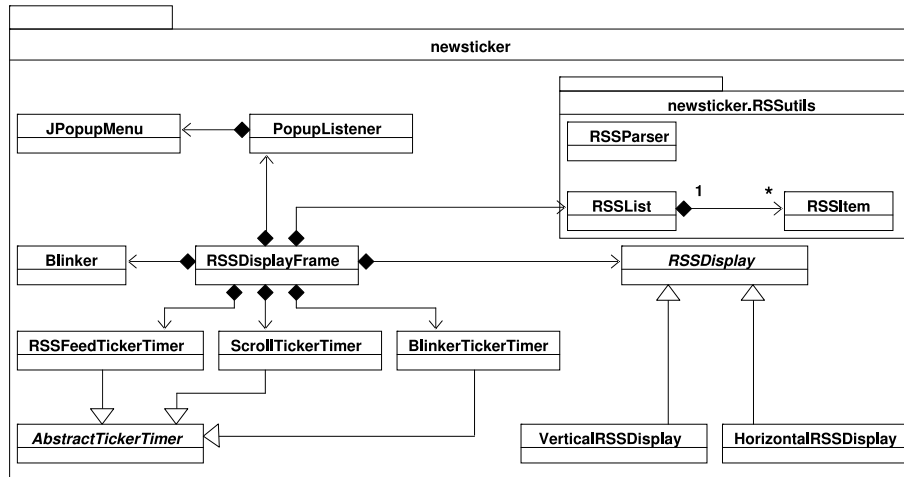 newsticker
newsticker.RSSutils
JPopupMenu
PopupListener
RSSParser
1
*
RSSList
RSSItem
Blinker
RSSDisplayFrame
RSSDisplay
RSSFeedTickerTimer
ScrollTickerTimer
BlinkerTickerTimer
AbstractTickerTimer
VerticalRSSDisplay
HorizontalRSSDisplay